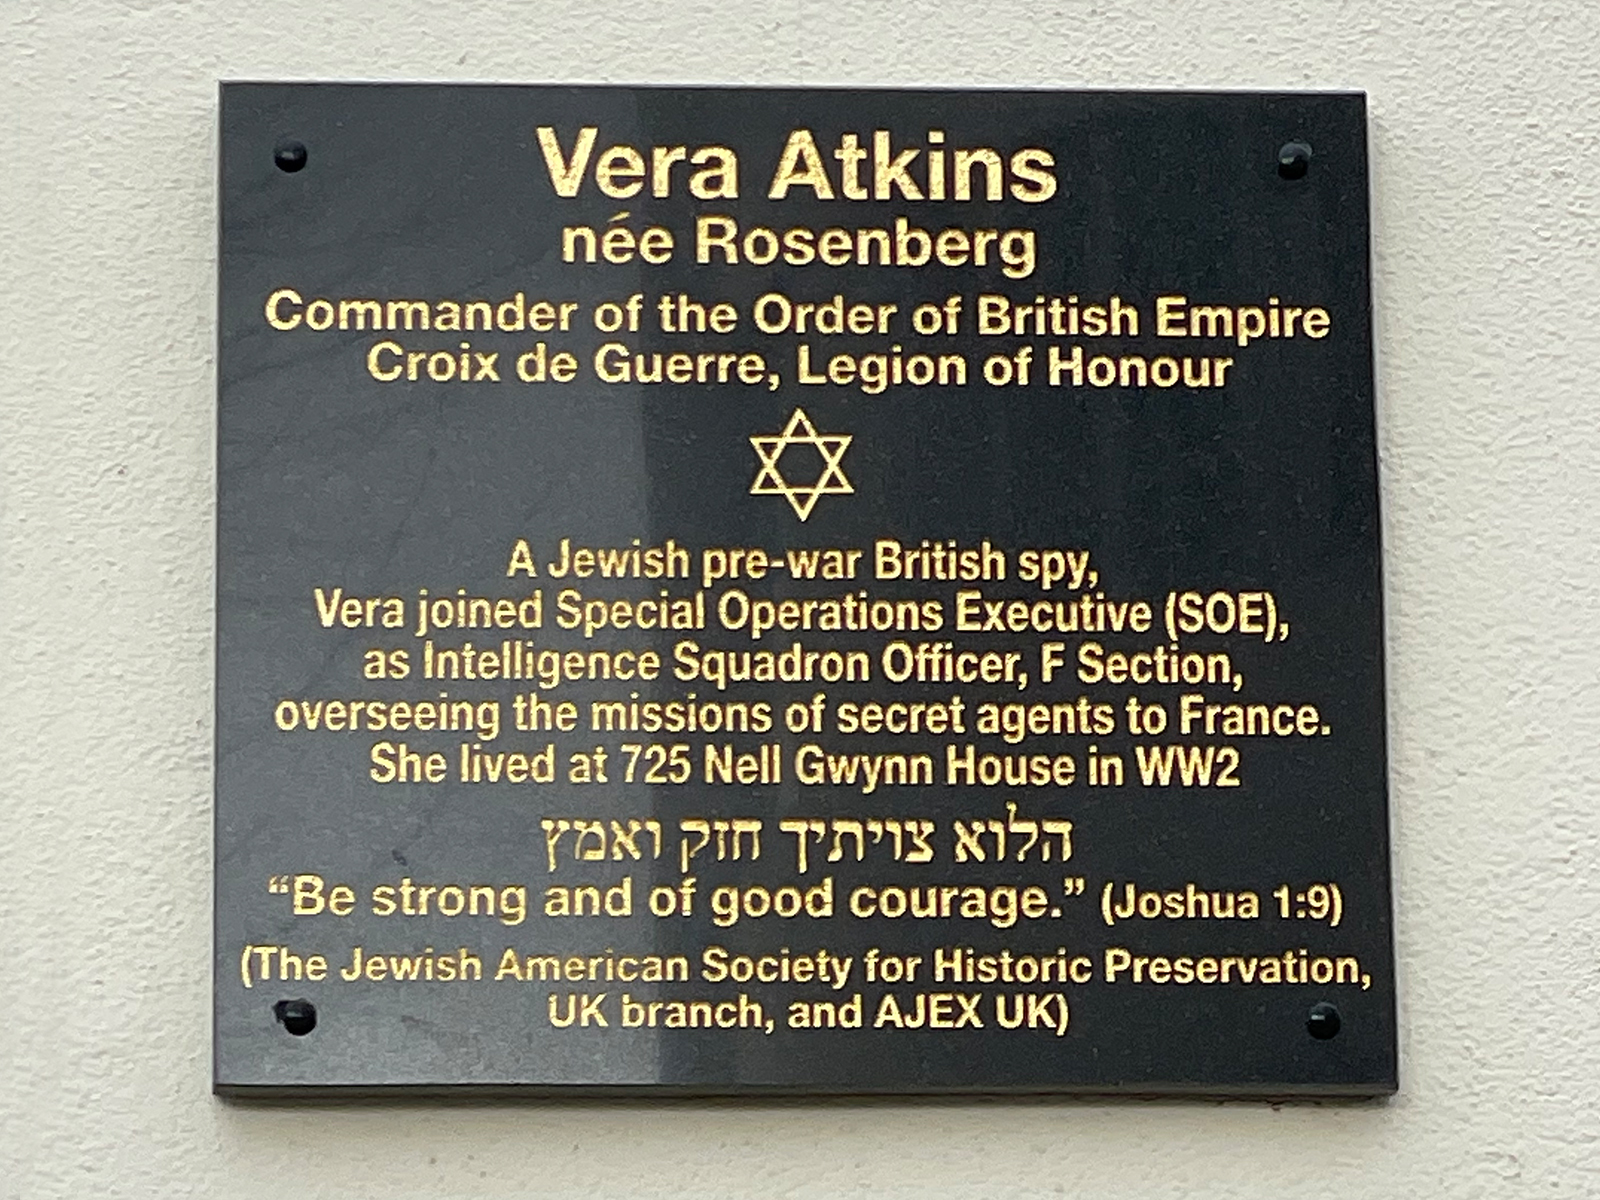 Vera Atkins
née Rosenberg
Commander of the Order of British Empire
Croix de Guerre, Legion of Honour
A Jewish pre-war British spy,
Vera joined Special Operations Executive (SOE),
as Intelligence Squadron Officer, F Section,
overseeing the missions of secret agents to France.
She lived at 725 Nell Gwynn House in WW2
הלוא צויתיך חזק ואמץ
“Be strong and of good courage.” (Joshua 1:9)
(The Jewish American Society for Historic Preservation,
UK branch, and AJEX UK)